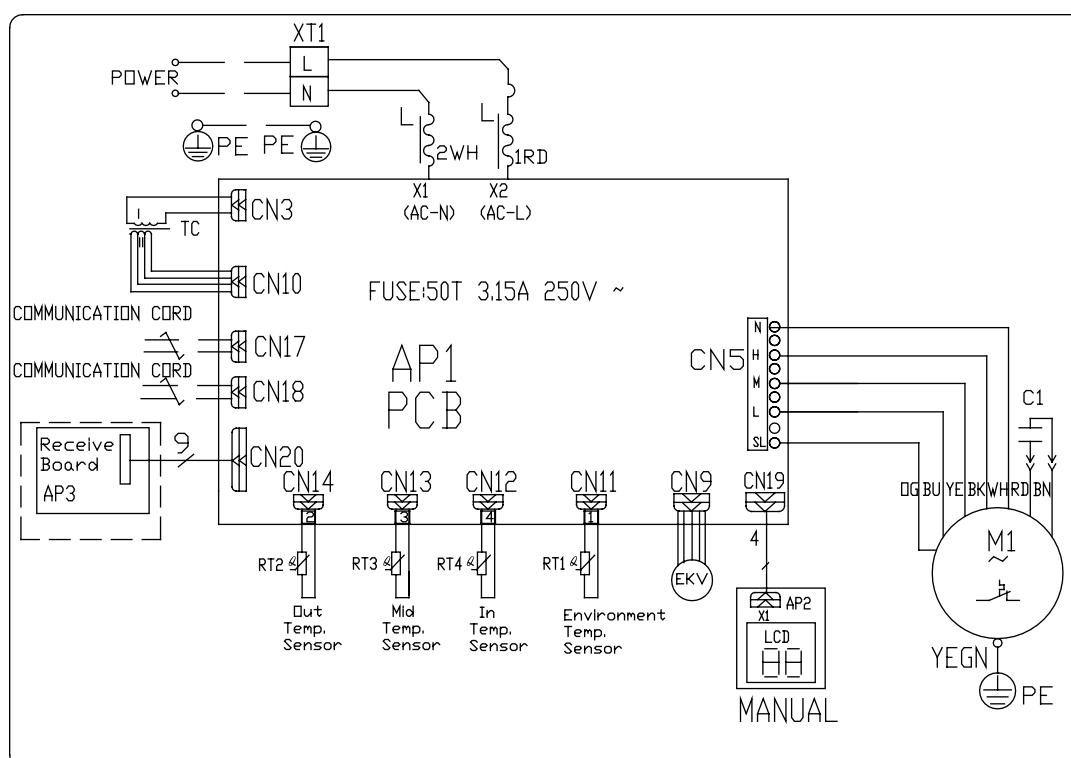 XT1
L
POWER
N
PE PE
L
L
2WH
1RD
X1
(AC-N)
X2
(AC-L)
CN3
I
TC
II
CN10
FUSE:50T 3.15A 250V ~
COMMUNICATION CORD
CN17
COMMUNICATION CORD
CN18
AP1
PCB
CN5
N
H
M
L
SL
C1
Receive
Board
AP3
9
CN20
CN14
CN13
CN12
CN11
CN9
CN19
2
3
4
1
4
OG BU YE BK WH RD BN
M1
~
RT2
RT3
RT4
RT1
EKV
Out
Temp.
Sensor
Mid
Temp.
Sensor
In
Temp.
Sensor
Environment
Temp.
Sensor
AP2
X1
LCD
88
MANUAL
YEGN
PE